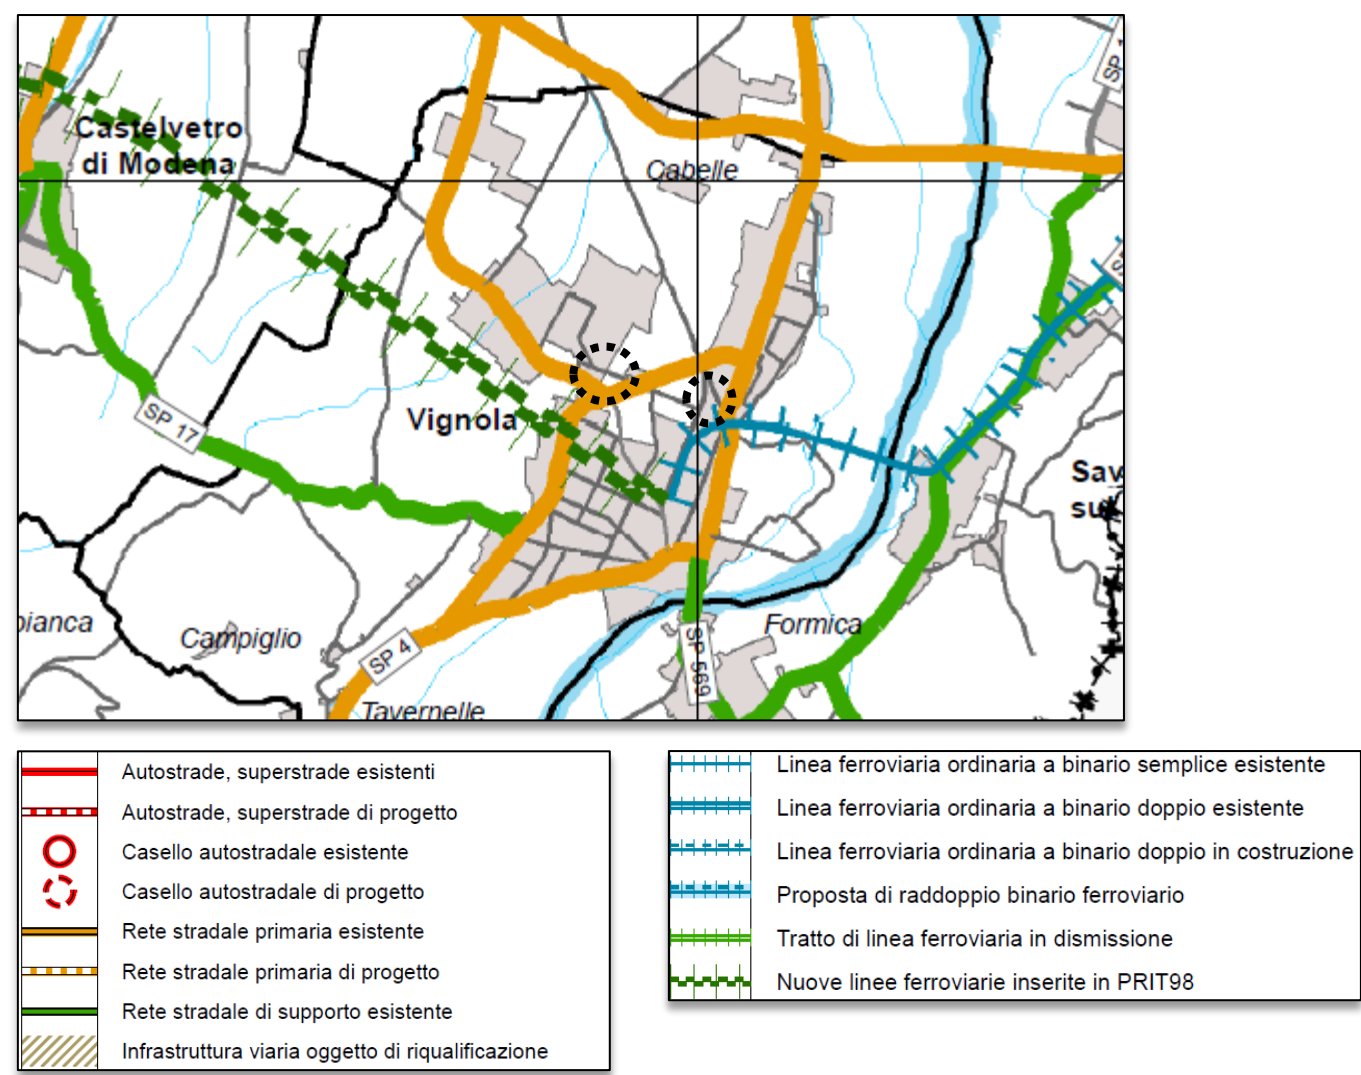 SP 1
Castelvetro
di Modena
Cabelle
SP 17
Vignola
Sav
su
pianca
Campiglio
SP 4
Tavernelle
SP 569
Formica
Autostrade, superstrade esistenti
Autostrade, superstrade di progetto
Casello autostradale esistente
Casello autostradale di progetto
Rete stradale primaria esistente
Rete stradale primaria di progetto
Rete stradale di supporto esistente
Infrastruttura viaria oggetto di riqualificazione
Linea ferroviaria ordinaria a binario semplice esistente
Linea ferroviaria ordinaria a binario doppio esistente
Linea ferroviaria ordinaria a binario doppio in costruzione
Proposta di raddoppio binario ferroviario
Tratto di linea ferroviaria in dismissione
Nuove linee ferroviarie inserite in PRIT98